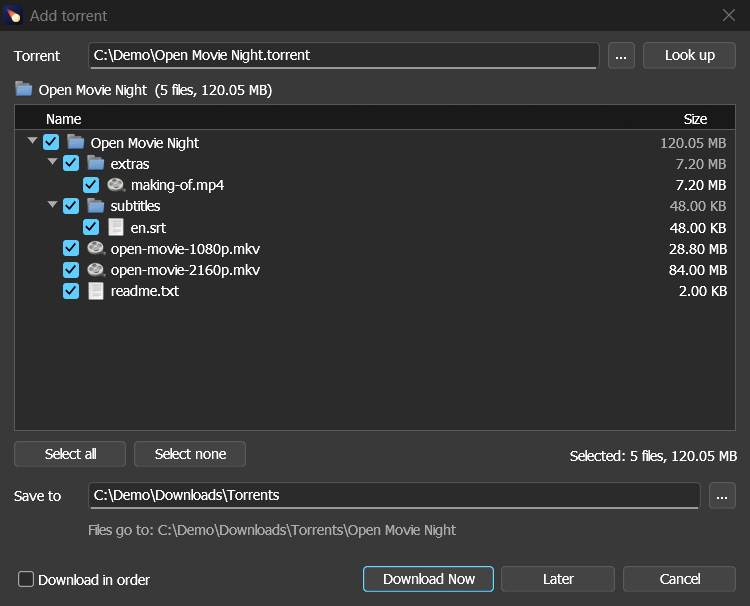 Add torrent
Torrent C:\Demo\Open Movie Night.torrent ... Look up
Open Movie Night (5 files, 120.05 MB)
Name Size
Open Movie Night 120.05 MB
extras 7.20 MB
making-of.mp4 7.20 MB
subtitles 48.00 KB
en.srt 48.00 KB
open-movie-1080p.mkv 28.80 MB
open-movie-2160p.mkv 84.00 MB
readme.txt 2.00 KB
Select all Select none Selected: 5 files, 120.05 MB
Save to C:\Demo\Downloads\Torrents ...
Files go to: C:\Demo\Downloads\Torrents\Open Movie Night
Download in order Download Now Later Cancel